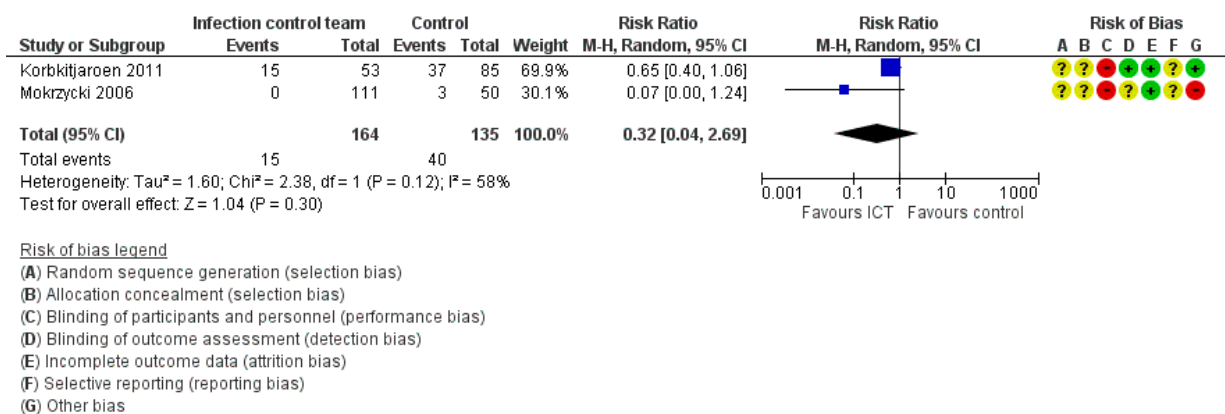 Infection control team Control Risk Ratio Risk Ratio Risk of Bias
Study or Subgroup Events Total Events Total Weight M-H, Random, 95% CI M-H, Random, 95% CI A B C D E F G
Korbkitjaroen 2011 15 53 37 85 69.9% 0.65 [0.40, 1.06] ? ? - + + ? +
Mokrzycki 2006 0 111 3 50 30.1% 0.07 [0.00, 1.24] ? ? - ? + ? -
Total (95% CI) 164 135 100.0% 0.32 [0.04, 2.69]
Total events 15 40
Heterogeneity: Tau² = 1.60; Chi² = 2.38, df = 1 (P = 0.12); I² = 58%
Test for overall effect: Z = 1.04 (P = 0.30)
0.001 0.1 1 10 1000
Favours ICT Favours control
Risk of bias legend
(A) Random sequence generation (selection bias)
(B) Allocation concealment (selection bias)
(C) Blinding of participants and personnel (performance bias)
(D) Blinding of outcome assessment (detection bias)
(E) Incomplete outcome data (attrition bias)
(F) Selective reporting (reporting bias)
(G) Other bias